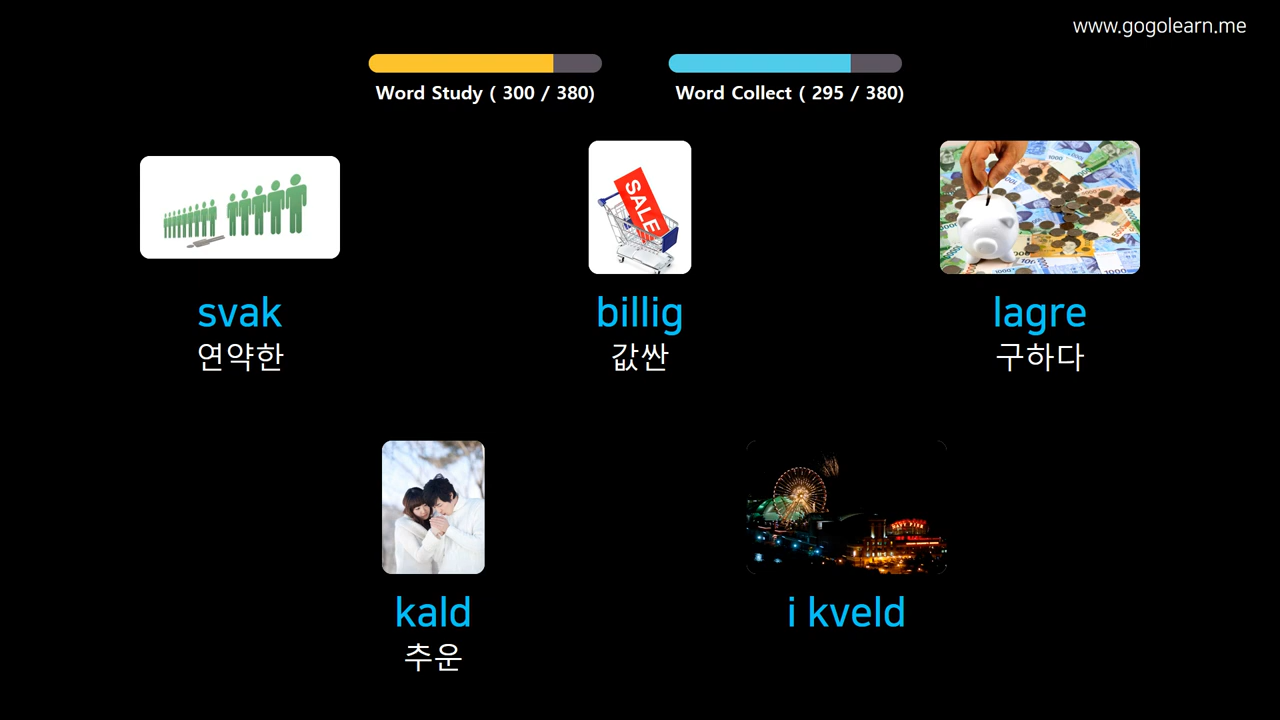 www.gogolearn.me
Word Study ( 300 / 380)
Word Collect ( 295 / 380)
SALE
svak
연약한
billig
값싼
lagre
구하다
kald
추운
i kveld